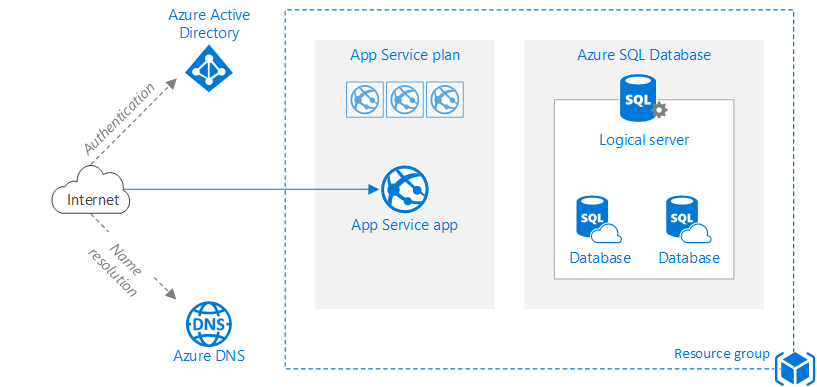 Azure Active
Directory
App Service plan
Azure SQL Database
SQL
Logical server
Authentication
Internet
App Service app
SQL
SQL
Database
Database
Name
resolution
DNS
Azure DNS
Resource group